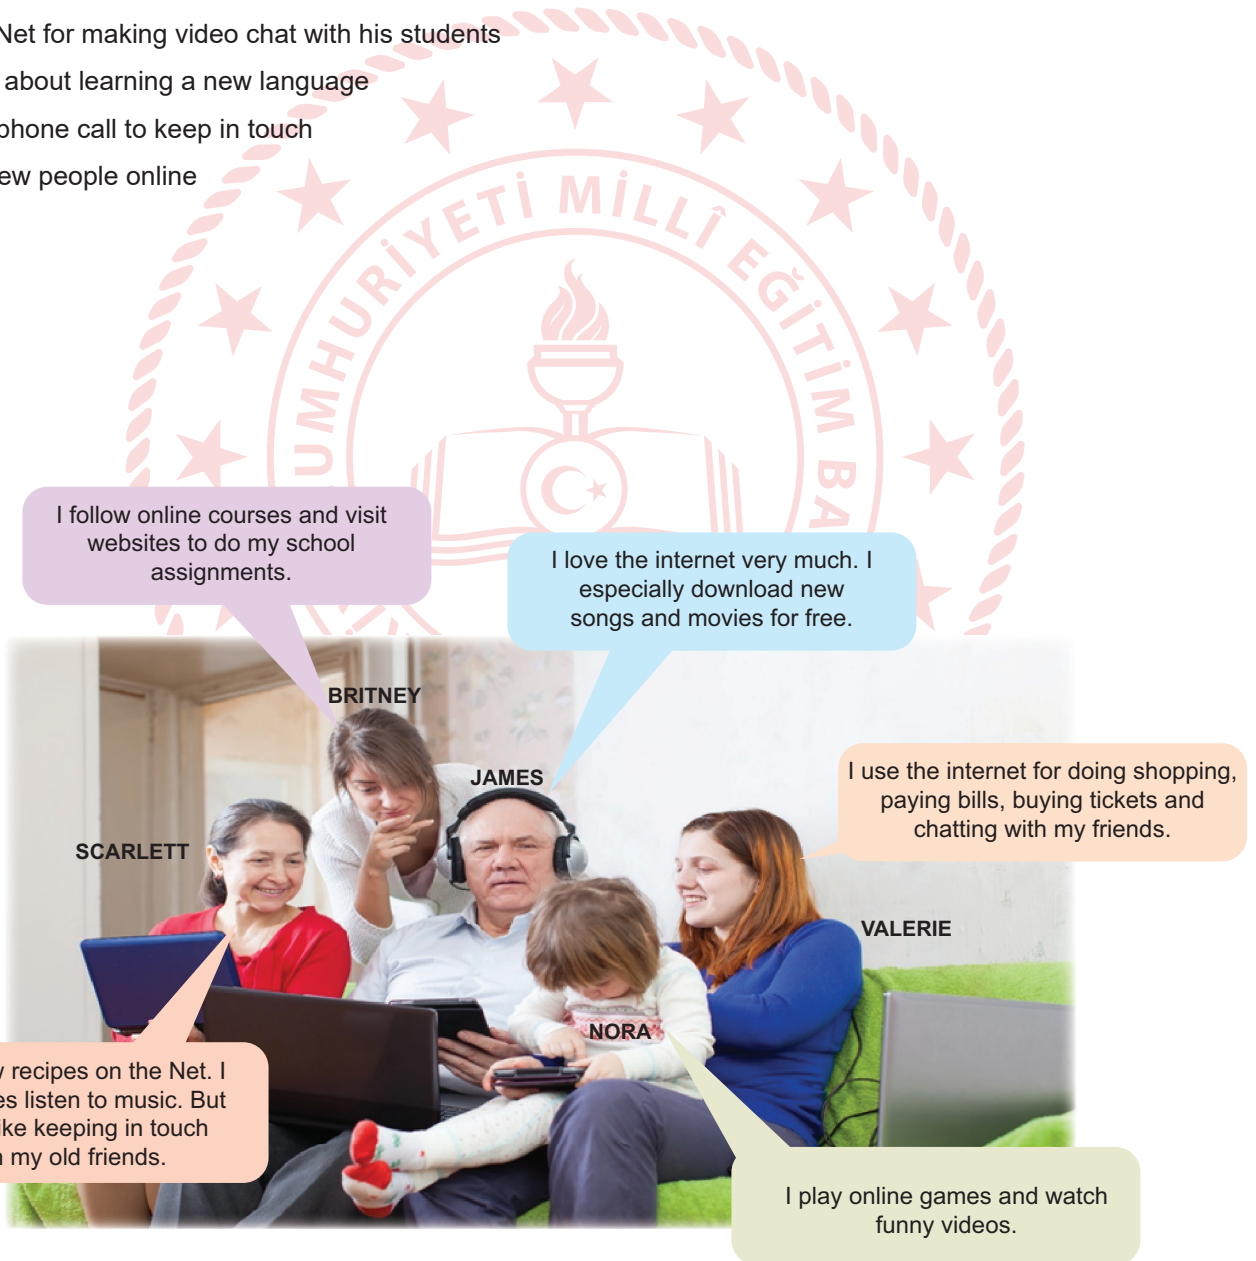 Net for making video chat with his students
about learning a new language
phone call to keep in touch
ew people online
UMHURİYETİ MİLLÎ EĞİTİM BA
I follow online courses and visit
websites to do my school
assignments.
I love the internet very much. I
especially download new
songs and movies for free.
BRITNEY
JAMES
I use the internet for doing shopping,
paying bills, buying tickets and
chatting with my friends.
SCARLETT
VALERIE
NORA
recipes on the Net. I
es listen to music. But
ike keeping in touch
my old friends.
I play online games and watch
funny videos.